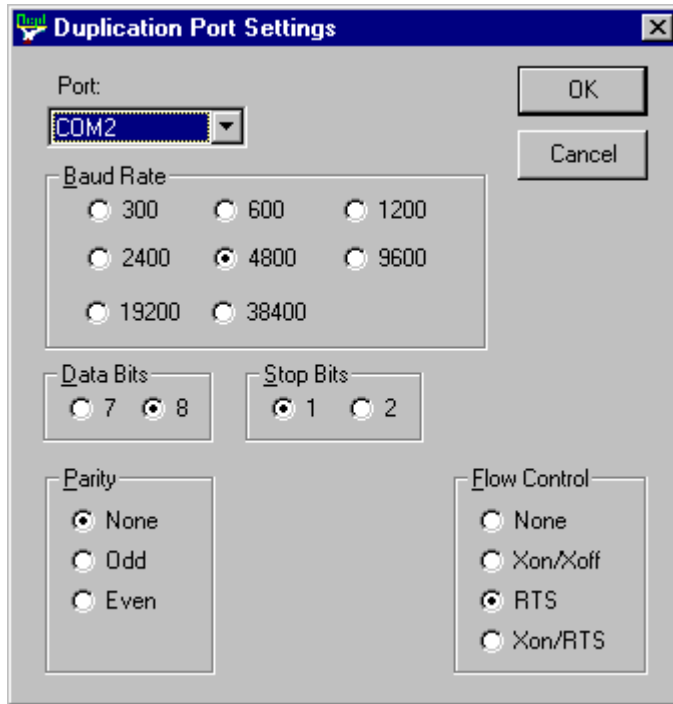 Duplication Port Settings
Port:
OK
COM2
Cancel
Baud Rate
300 600 1200
2400 4800 9600
19200 38400
Data Bits Stop Bits
7 8 1 2
Parity Flow Control
None None
Odd Xon/Xoff
Even RTS
Xon/RTS